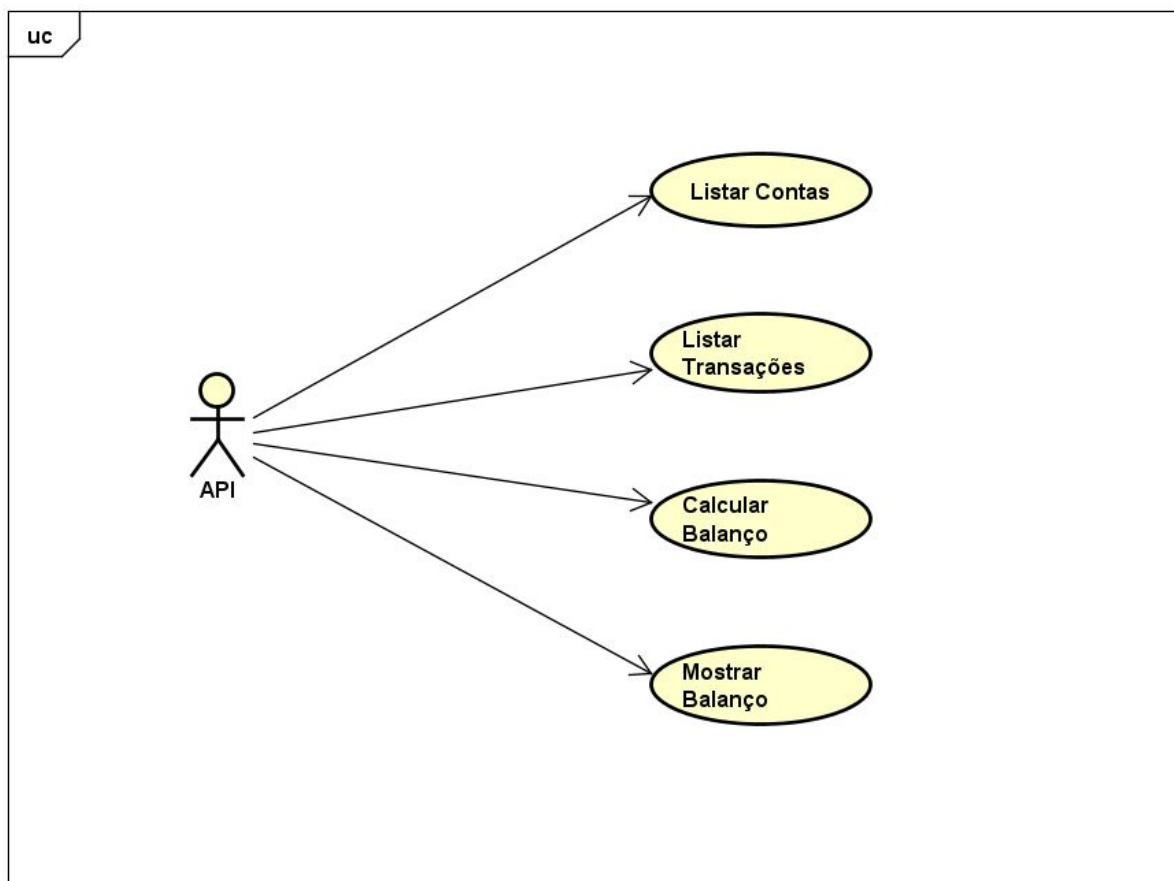 uc
Listar Contas
Listar
Transações
API
Calcular
Balanço
Mostrar
Balanço